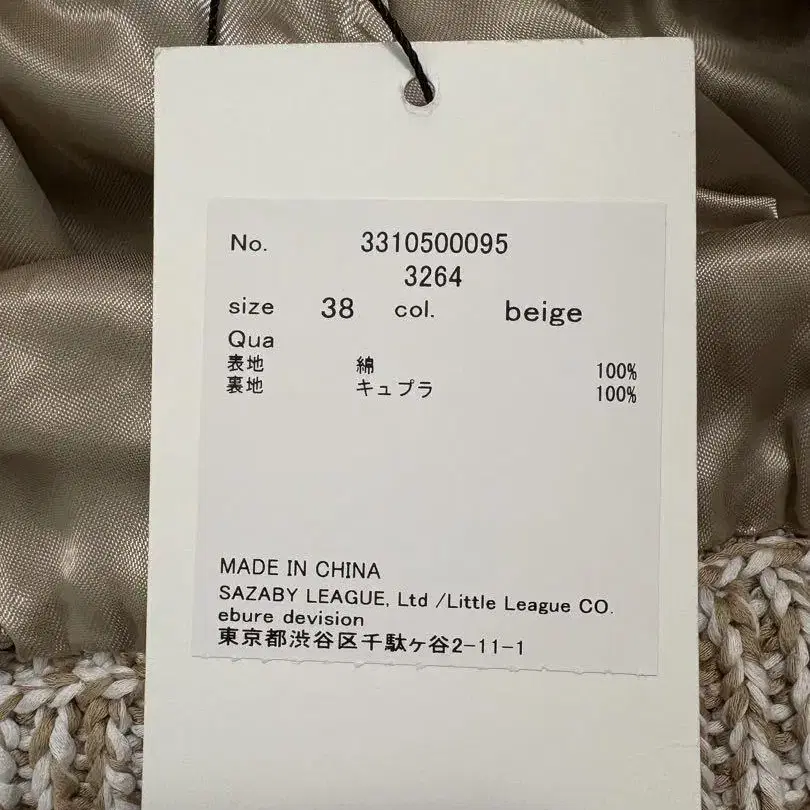 No. 3310500095
3264
size 38 col. beige
Qua
表地 綿 100%
裏地 キュプラ 100%
MADE IN CHINA
SAZABY LEAGUE, Ltd /Little League CO.
ebure devision
東京都渋谷区千駄ヶ谷2-11-1